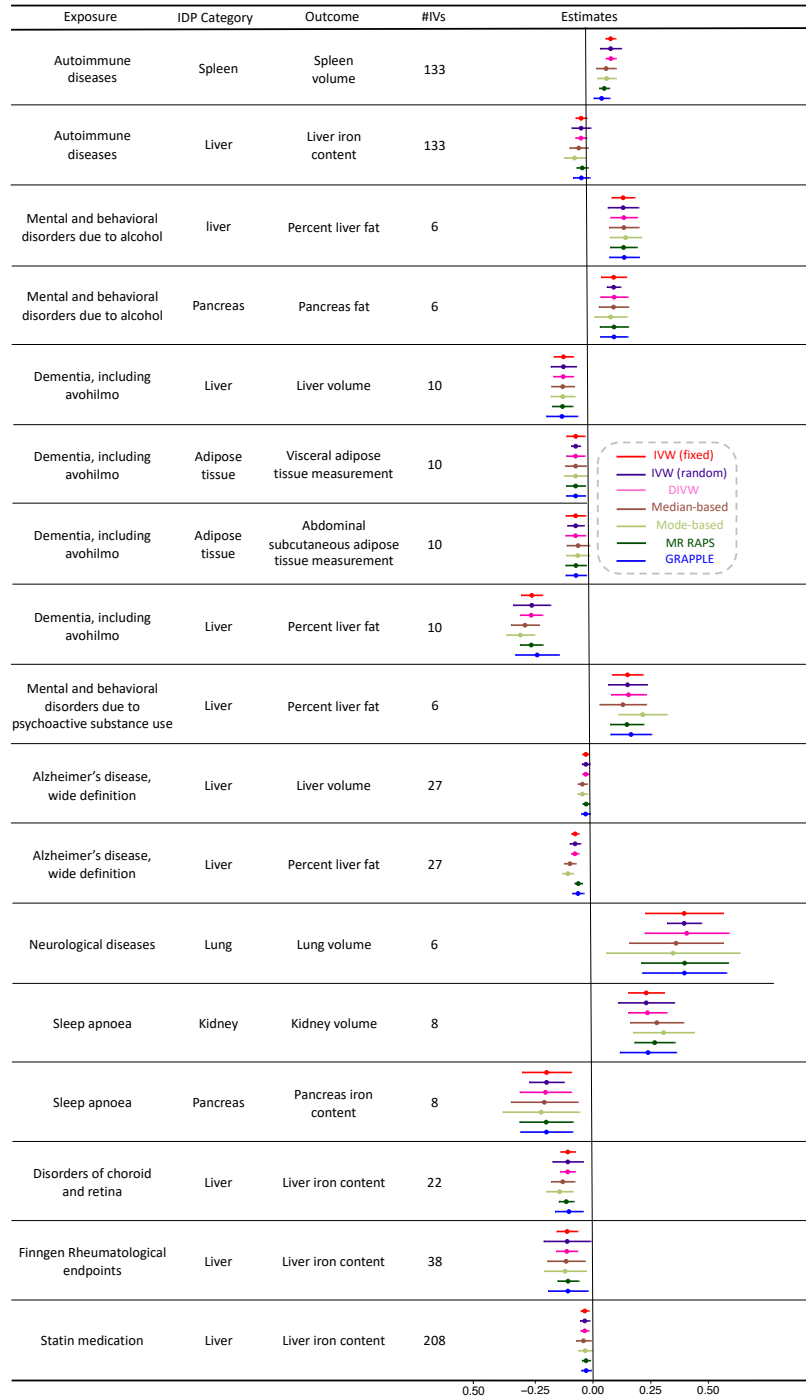 Exposure IDP Category Outcome #IVs Estimates
Autoimmune
diseases
Spleen
Spleen
volume
133
Autoimmune
diseases
Liver
Liver iron
content
133
Mental and behavioral
disorders due to alcohol
liver
Percent liver fat
6
Mental and behavioral
disorders due to alcohol
Pancreas
Pancreas fat
6
Dementia, including
avohilmo
Liver
Liver volume
10
Dementia, including
avohilmo
Adipose
tissue
Visceral adipose
tissue measurement
10
IVW (fixed)
IVW (random)
DIVW
Median-based
Mode-based
MR RAPS
GRAPPLE
Dementia, including
avohilmo
Adipose
tissue
Abdominal
subcutaneous adipose
tissue measurement
10
Dementia, including
avohilmo
Liver
Percent liver fat
10
Mental and behavioral
disorders due to
psychoactive substance use
Liver
Percent liver fat
6
Alzheimer's disease,
wide definition
Liver
Liver volume
27
Alzheimer's disease,
wide definition
Liver
Percent liver fat
27
Neurological diseases
Lung
Lung volume
6
Sleep apnoea
Kidney
Kidney volume
8
Sleep apnoea
Pancreas
Pancreas iron
content
8
Disorders of choroid
and retina
Liver
Liver iron content
22
Finngen Rheumatological
endpoints
Liver
Liver iron content
38
Statin medication
Liver
Liver iron content
208
0.50 −0.25 0.00 0.25 0.50